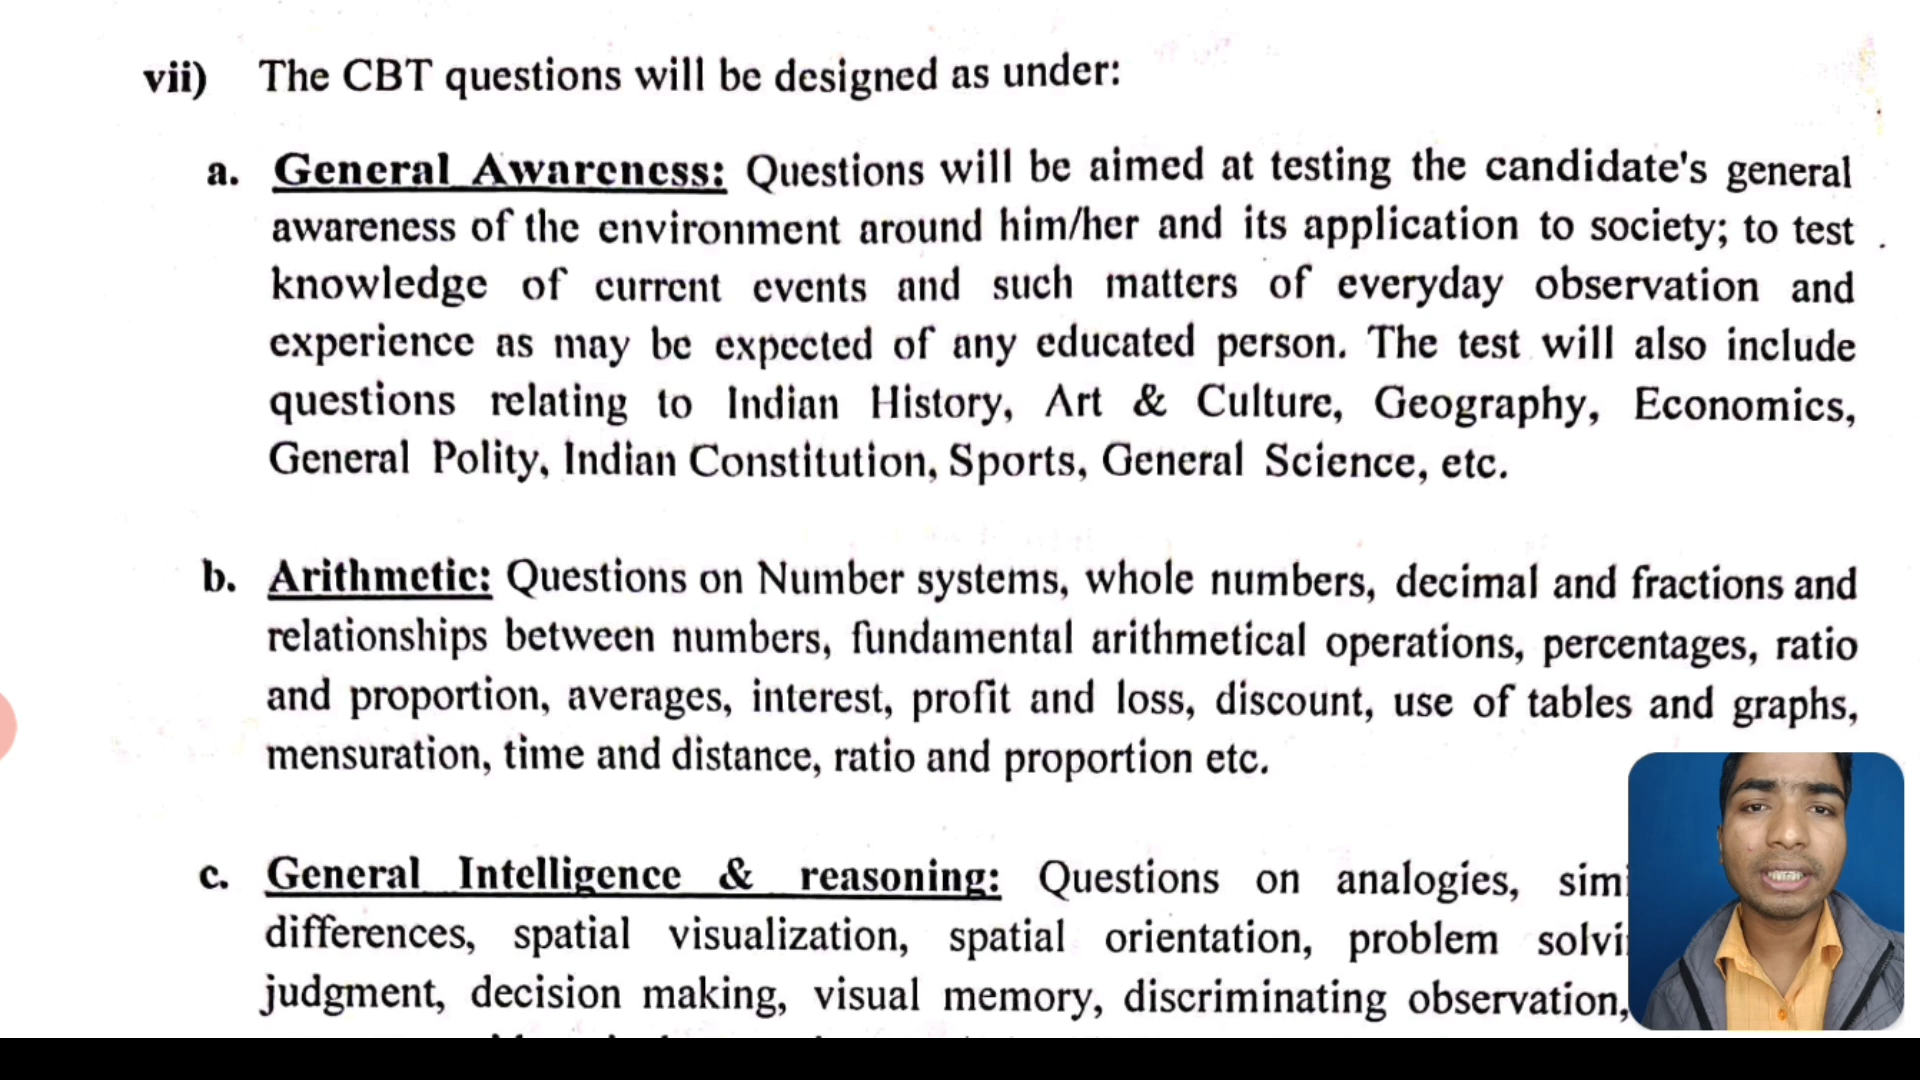 vii) The CBT questions will be designed as under:
a. General Awareness: Questions will be aimed at testing the candidate's general
awareness of the environment around him/her and its application to society; to test
knowledge of current events and such matters of everyday observation and
experience as may be expected of any educated person. The test will also include
questions relating to Indian History, Art & Culture, Geography, Economics,
General Polity, Indian Constitution, Sports, General Science, etc.
b. Arithmetic: Questions on Number systems, whole numbers, decimal and fractions and
relationships between numbers, fundamental arithmetical operations, percentages, ratio
and proportion, averages, interest, profit and loss, discount, use of tables and graphs,
mensuration, time and distance, ratio and proportion etc.
c. General Intelligence & reasoning: Questions on analogies,
differences, spatial visualization, spatial orientation, problem
judgment, decision making, visual memory, discriminating observation,